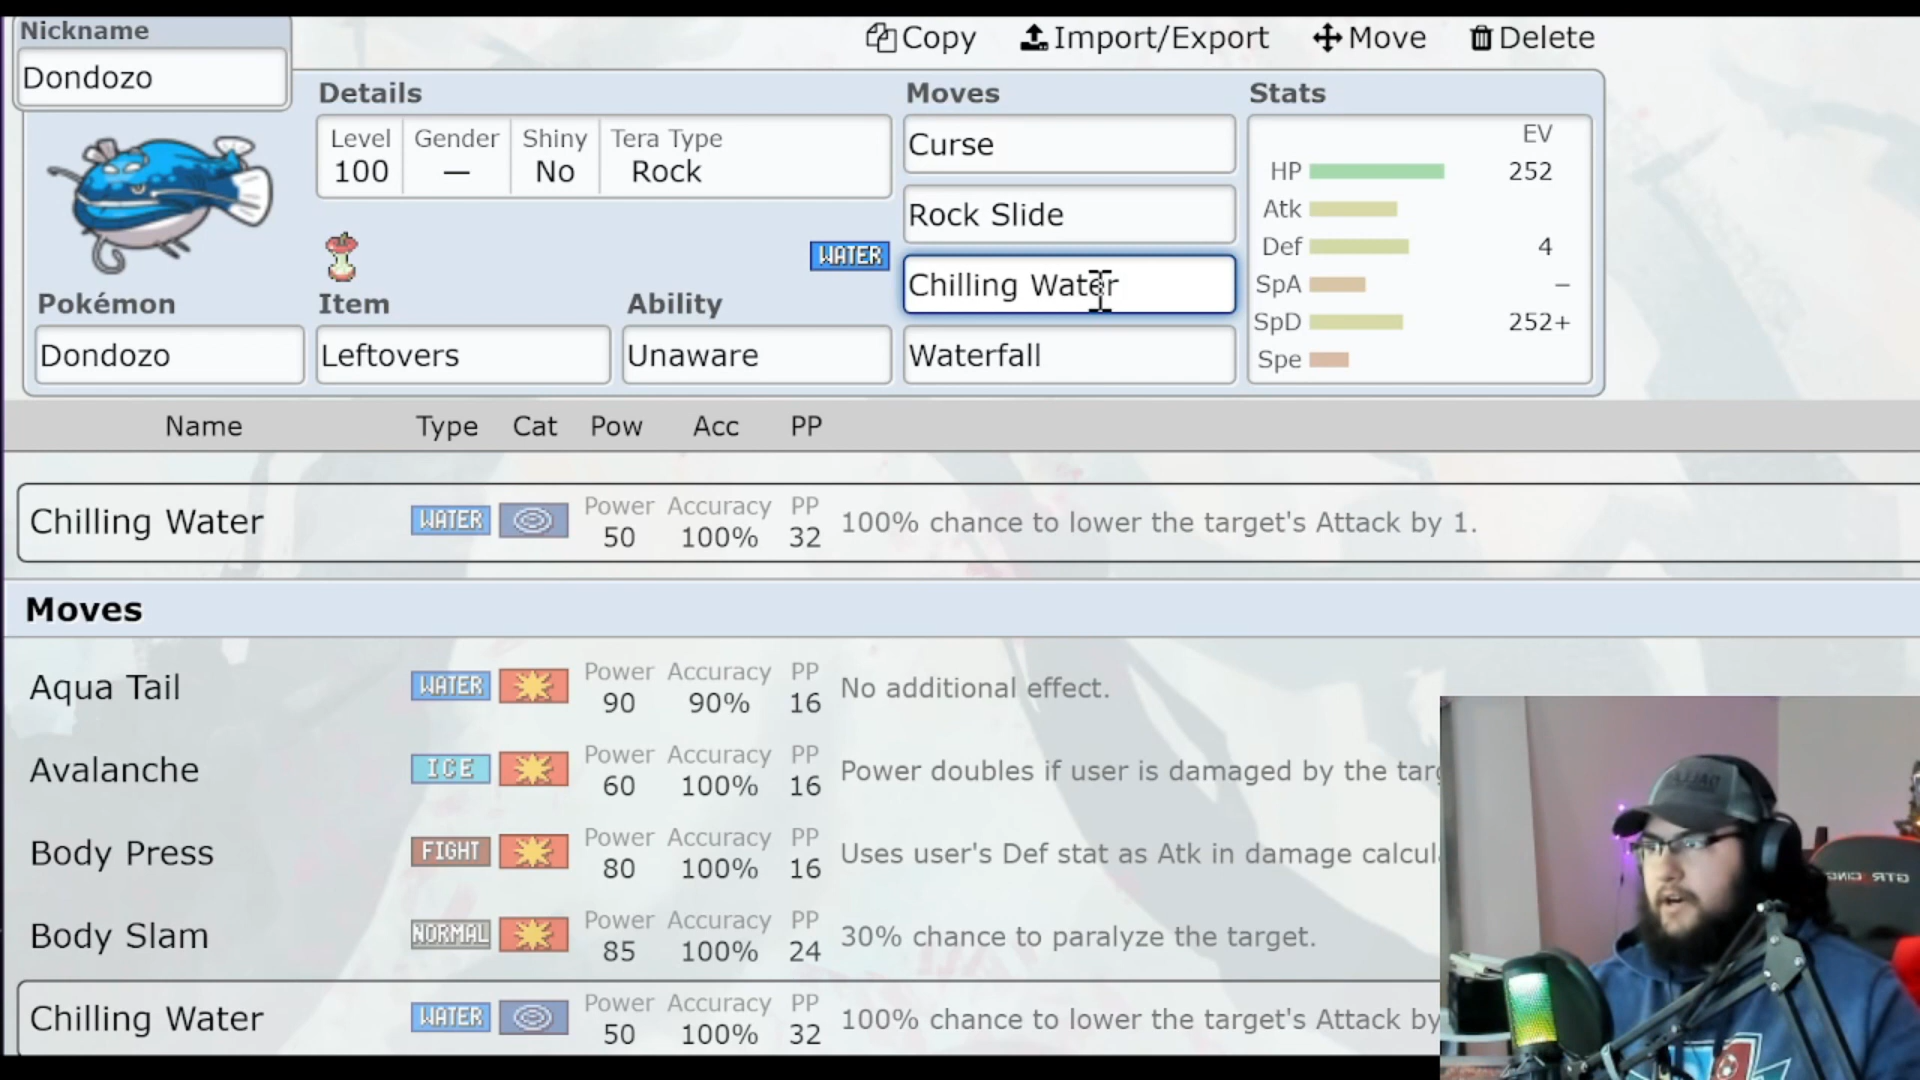 Nickname
Dondozo
Copy Import/Export Move Delete
Details
Level Gender Shiny Tera Type
100 — No Rock
WATER
Pokémon Item Ability
Dondozo Leftovers Unaware
Moves
Curse
Rock Slide
Chilling Water
Waterfall
Stats
EV
HP 252
Atk
Def 4
SpA –
SpD 252+
Spe
Name Type Cat Pow Acc PP
Chilling Water WATER Power 50 Accuracy 100% PP 32 100% chance to lower the target's Attack by 1.
Moves
Aqua Tail WATER Power 90 Accuracy 90% PP 16 No additional effect.
Avalanche ICE Power 60 Accuracy 100% PP 16 Power doubles if user is damaged by the targ
Body Press FIGHT Power 80 Accuracy 100% PP 16 Uses user's Def stat as Atk in damage calcul
Body Slam NORMAL Power 85 Accuracy 100% PP 24 30% chance to paralyze the target.
Chilling Water WATER Power 50 Accuracy 100% PP 32 100% chance to lower the target's Attack by